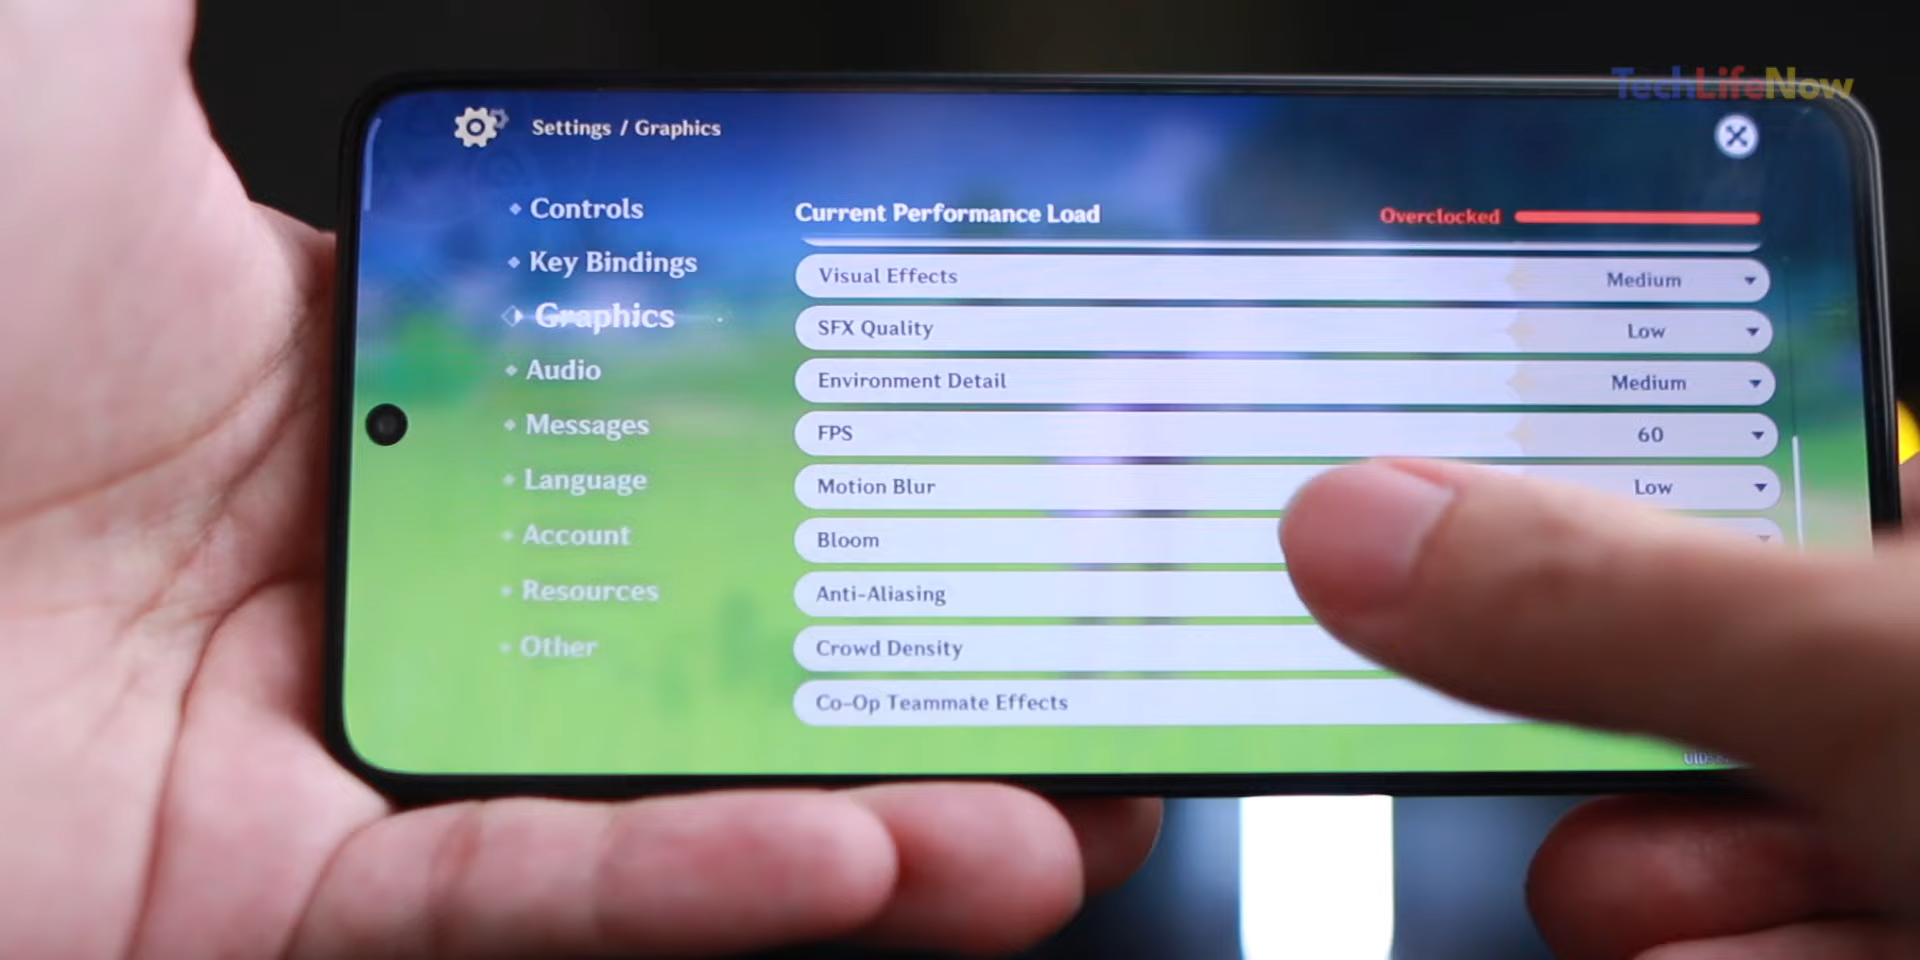 TechLifeNow
Settings / Graphics
Controls
Key Bindings
Graphics
Audio
Messages
Language
Account
Resources
Other
Current Performance Load
Overclocked
Visual Effects Medium
SFX Quality Low
Environment Detail Medium
FPS 60
Motion Blur Low
Bloom
Anti-Aliasing
Crowd Density
Co-Op Teammate Effects